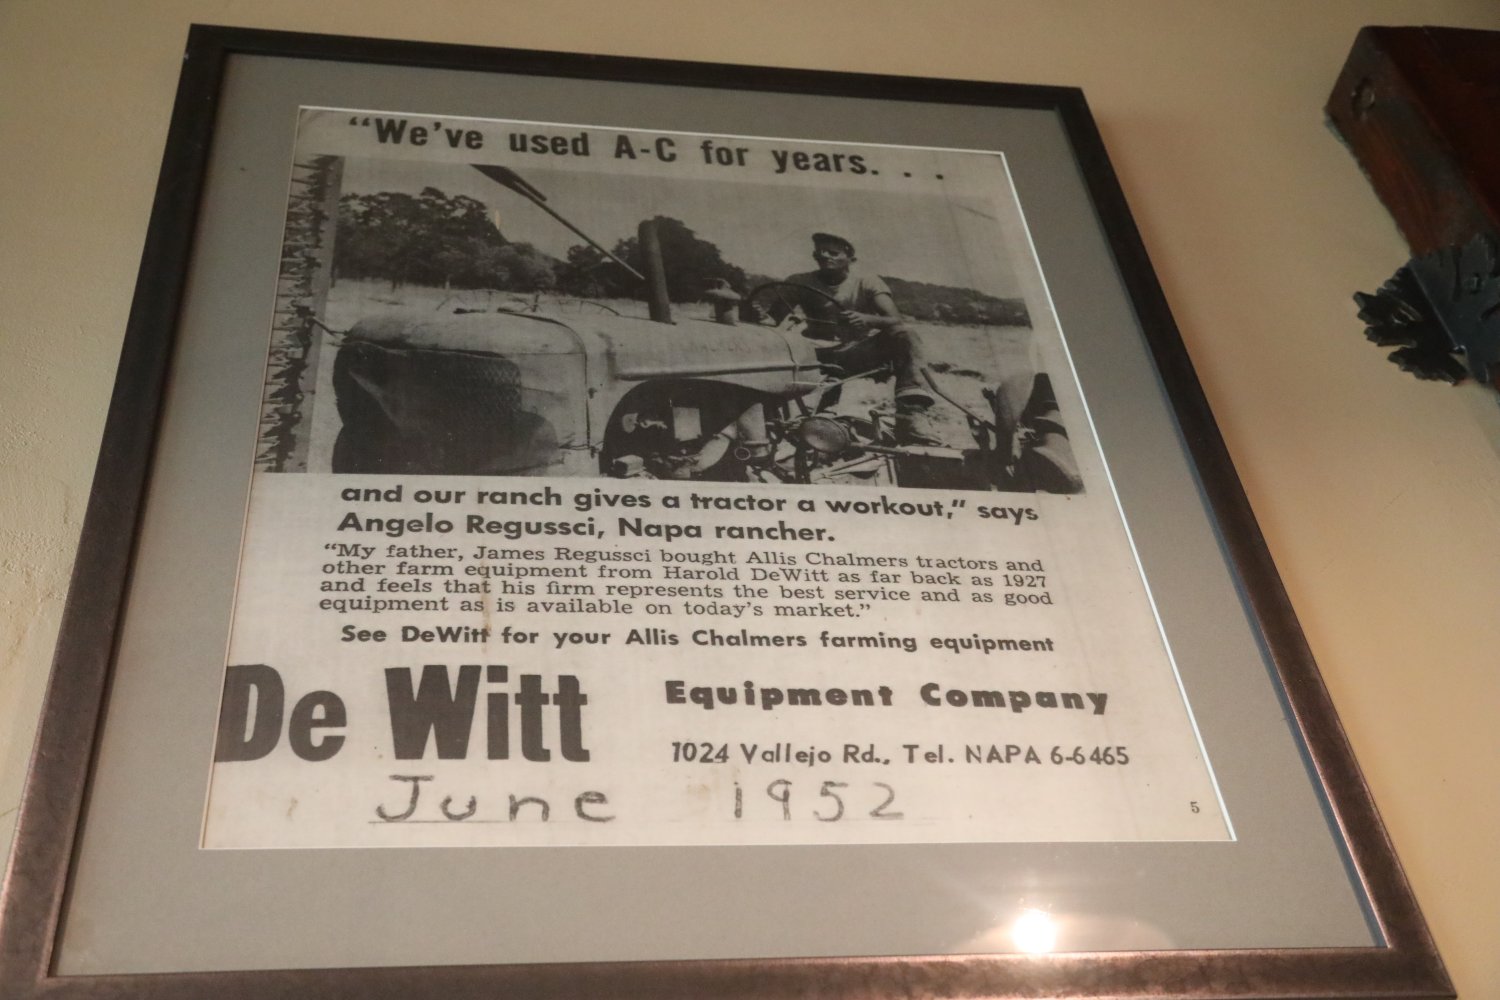 “We’ve used A-C for years. . .
and our ranch gives a tractor a workout,” says
Angelo Regussci, Napa rancher.
“My father, James Regussci bought Allis Chalmers tractors and
other farm equipment from Harold DeWitt as far back as 1927
and feels that his firm represents the best service and as good
equipment as is available on today’s market.”
See DeWitt for your Allis Chalmers farming equipment
De Witt Equipment Company
1024 Vallejo Rd., Tel. NAPA 6-6465
June 1952
5